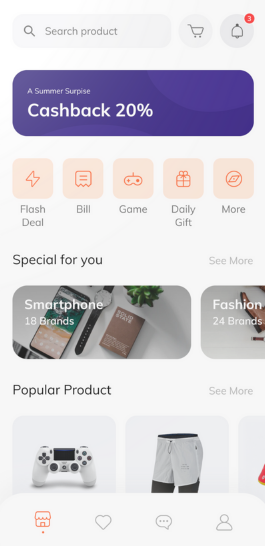 Search product
3
A Summer Surpise
Cashback 20%
Flash
Deal
Bill
Game
Daily
Gift
More
Special for you
See More
Smartphone
18 Brands
Fashion
24 Brands
Popular Product
See More